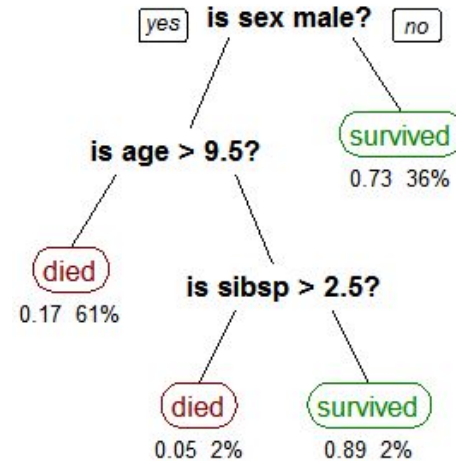 yes is sex male? no
is age > 9.5?
survived
0.73 36%
died
0.17 61%
is sibsp > 2.5?
died survived
0.05 2% 0.89 2%